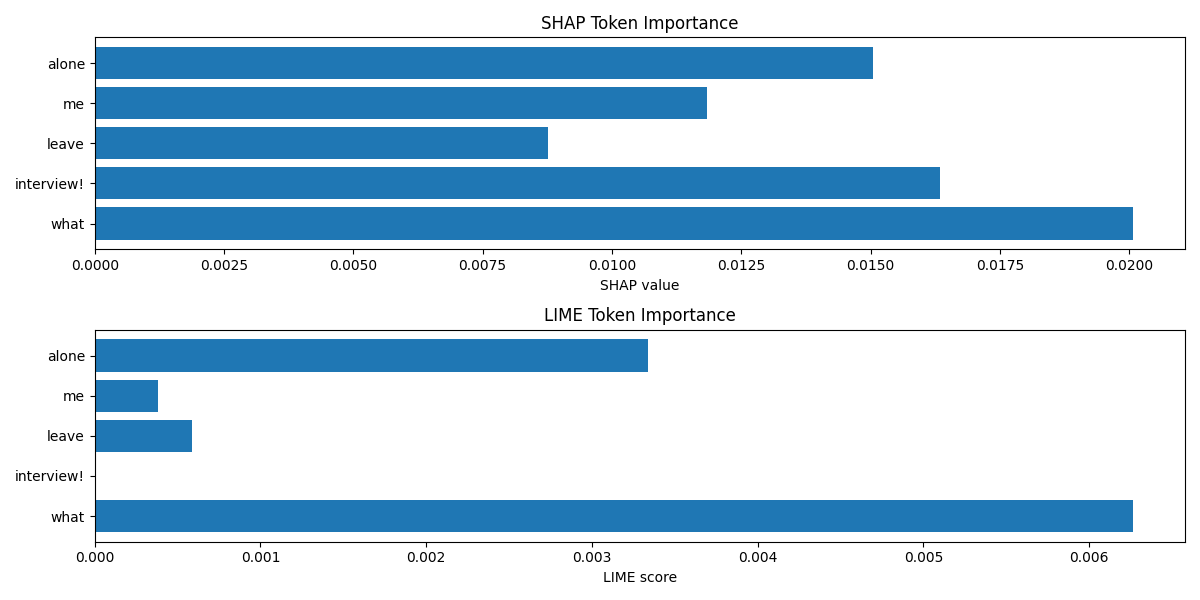 SHAP Token Importance
alone
me
leave
interview!
what
0.0000 0.0025 0.0050 0.0075 0.0100 0.0125 0.0150 0.0175 0.0200
SHAP value
LIME Token Importance
alone
me
leave
interview!
what
0.000 0.001 0.002 0.003 0.004 0.005 0.006
LIME score